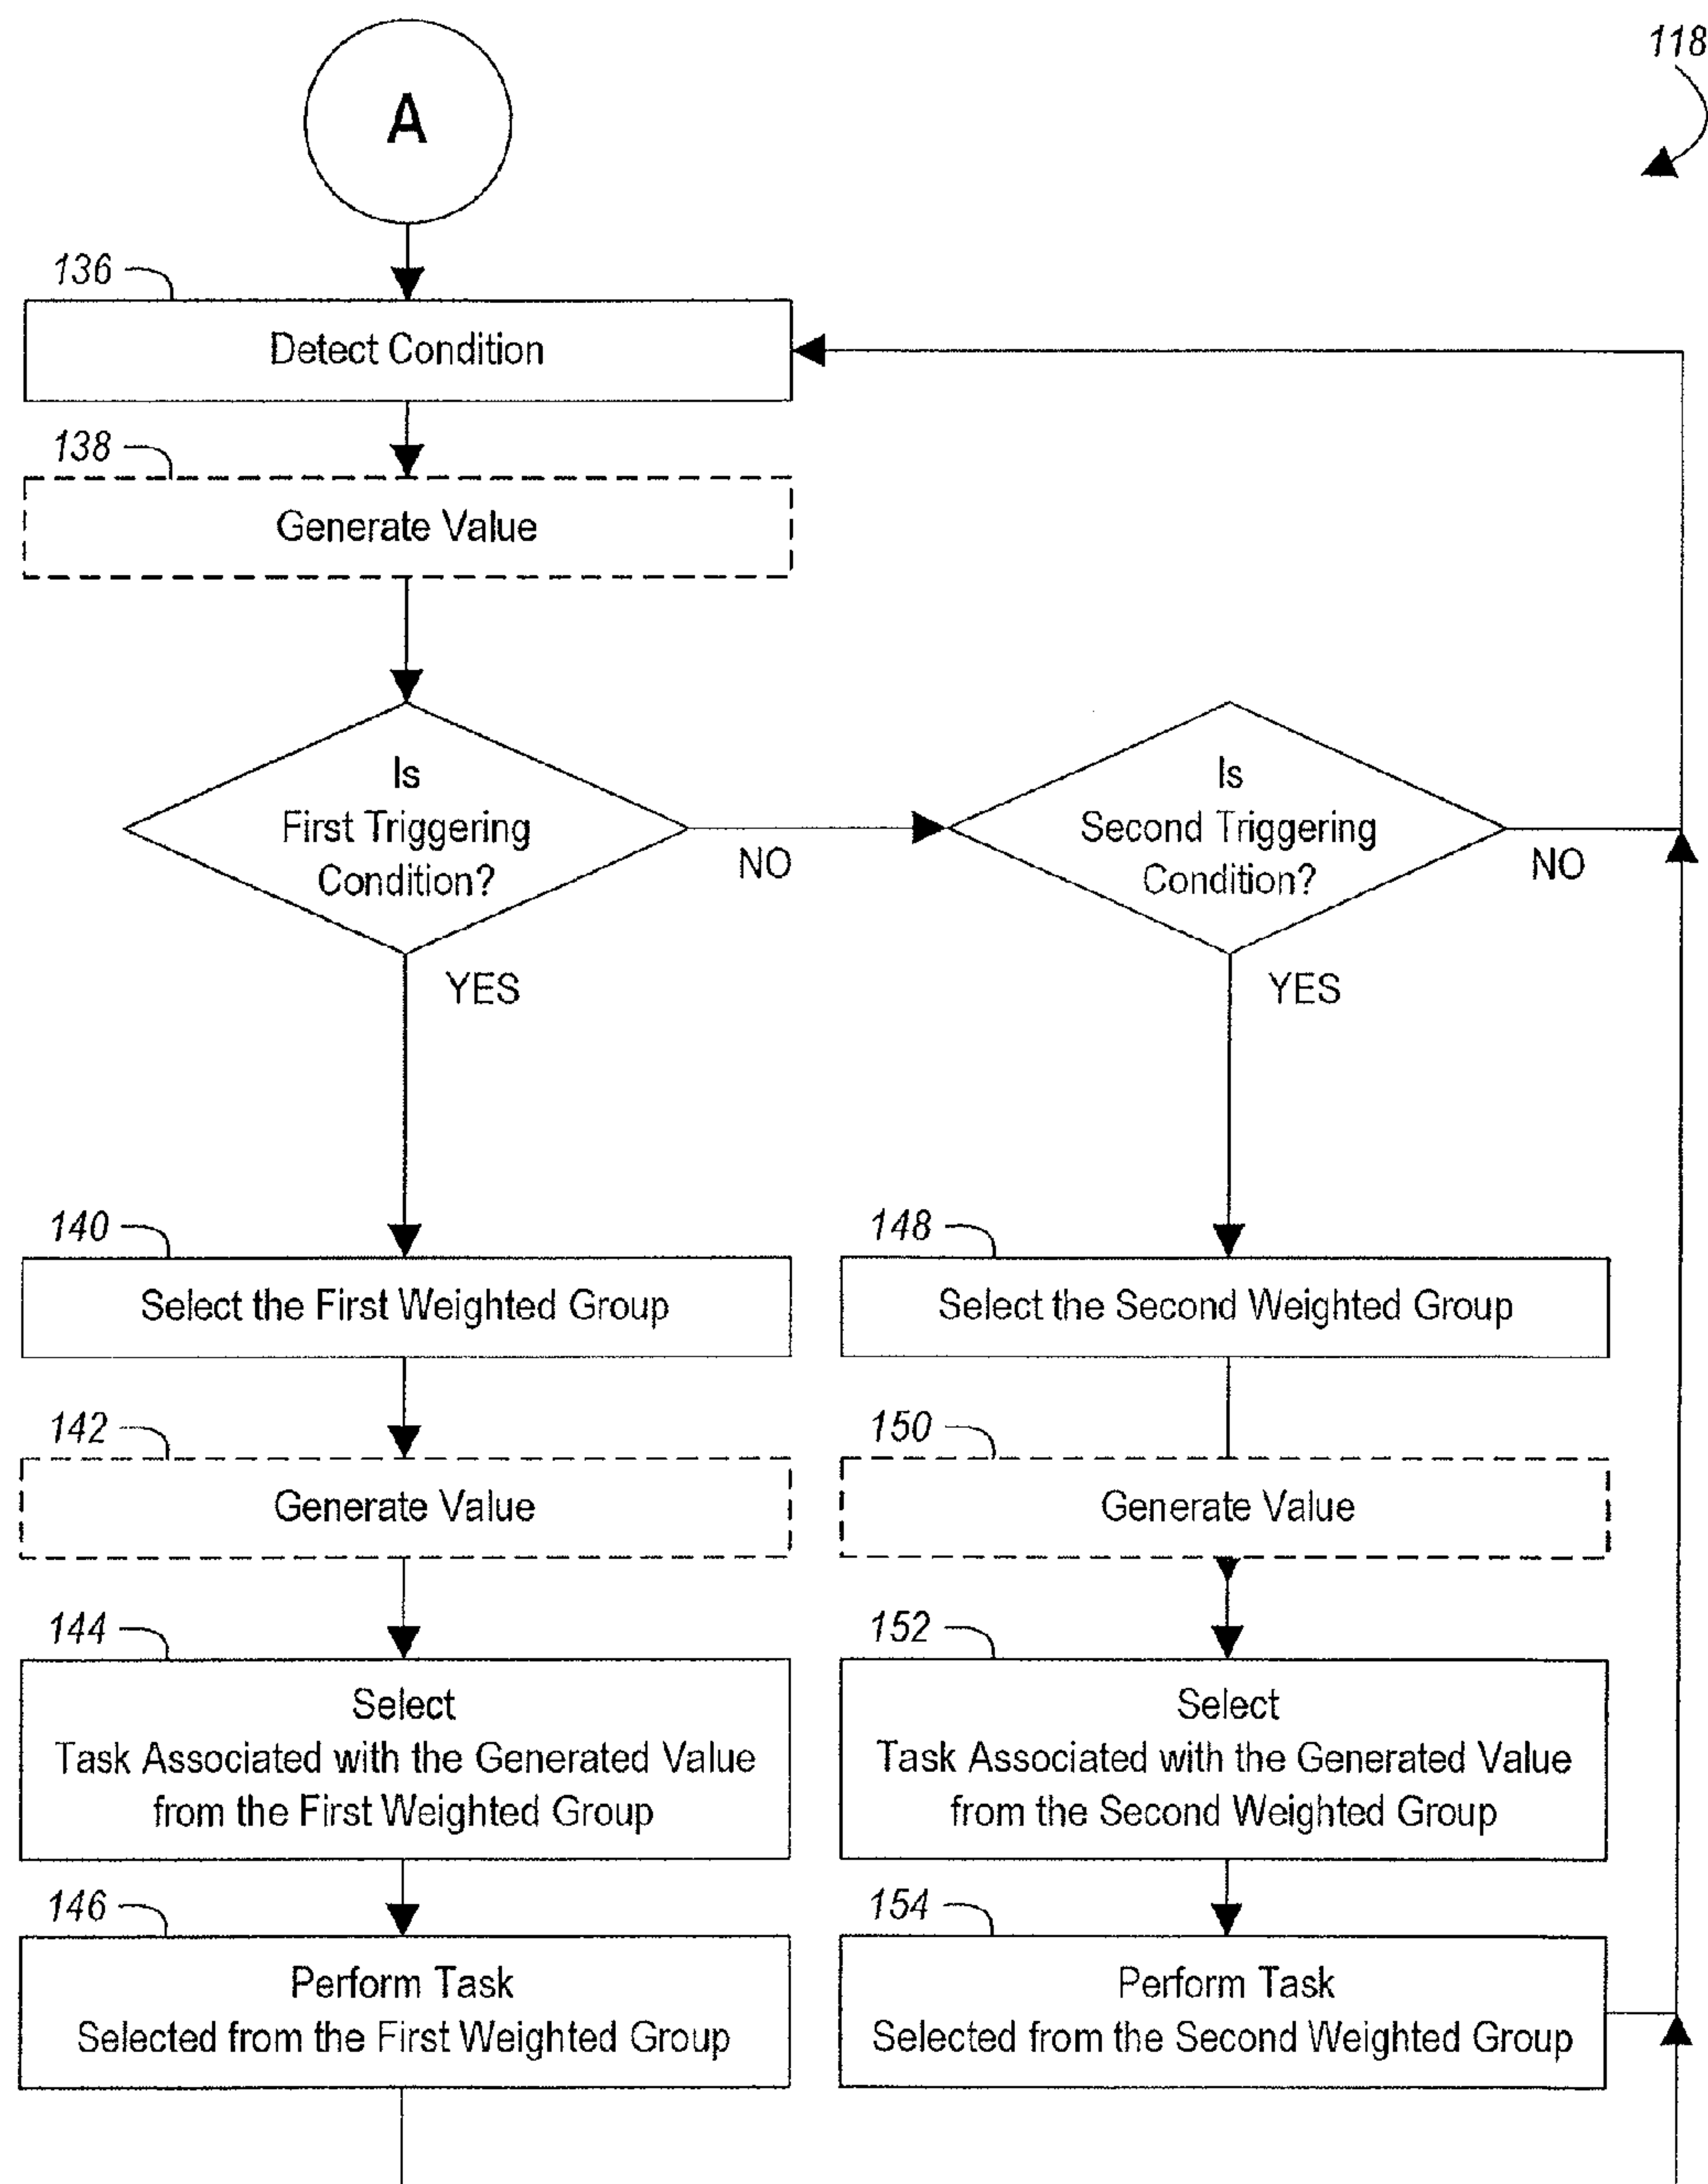 118
A
136
Detect Condition
138
Generate Value
Is
First Triggering
Condition?
NO
YES
Is
Second Triggering
Condition?
NO
YES
140
Select the First Weighted Group
148
Select the Second Weighted Group
142
Generate Value
150
Generate Value
144
Select
Task Associated with the Generated Value
from the First Weighted Group
152
Select
Task Associated with the Generated Value
from the Second Weighted Group
146
Perform Task
Selected from the First Weighted Group
154
Perform Task
Selected from the Second Weighted Group